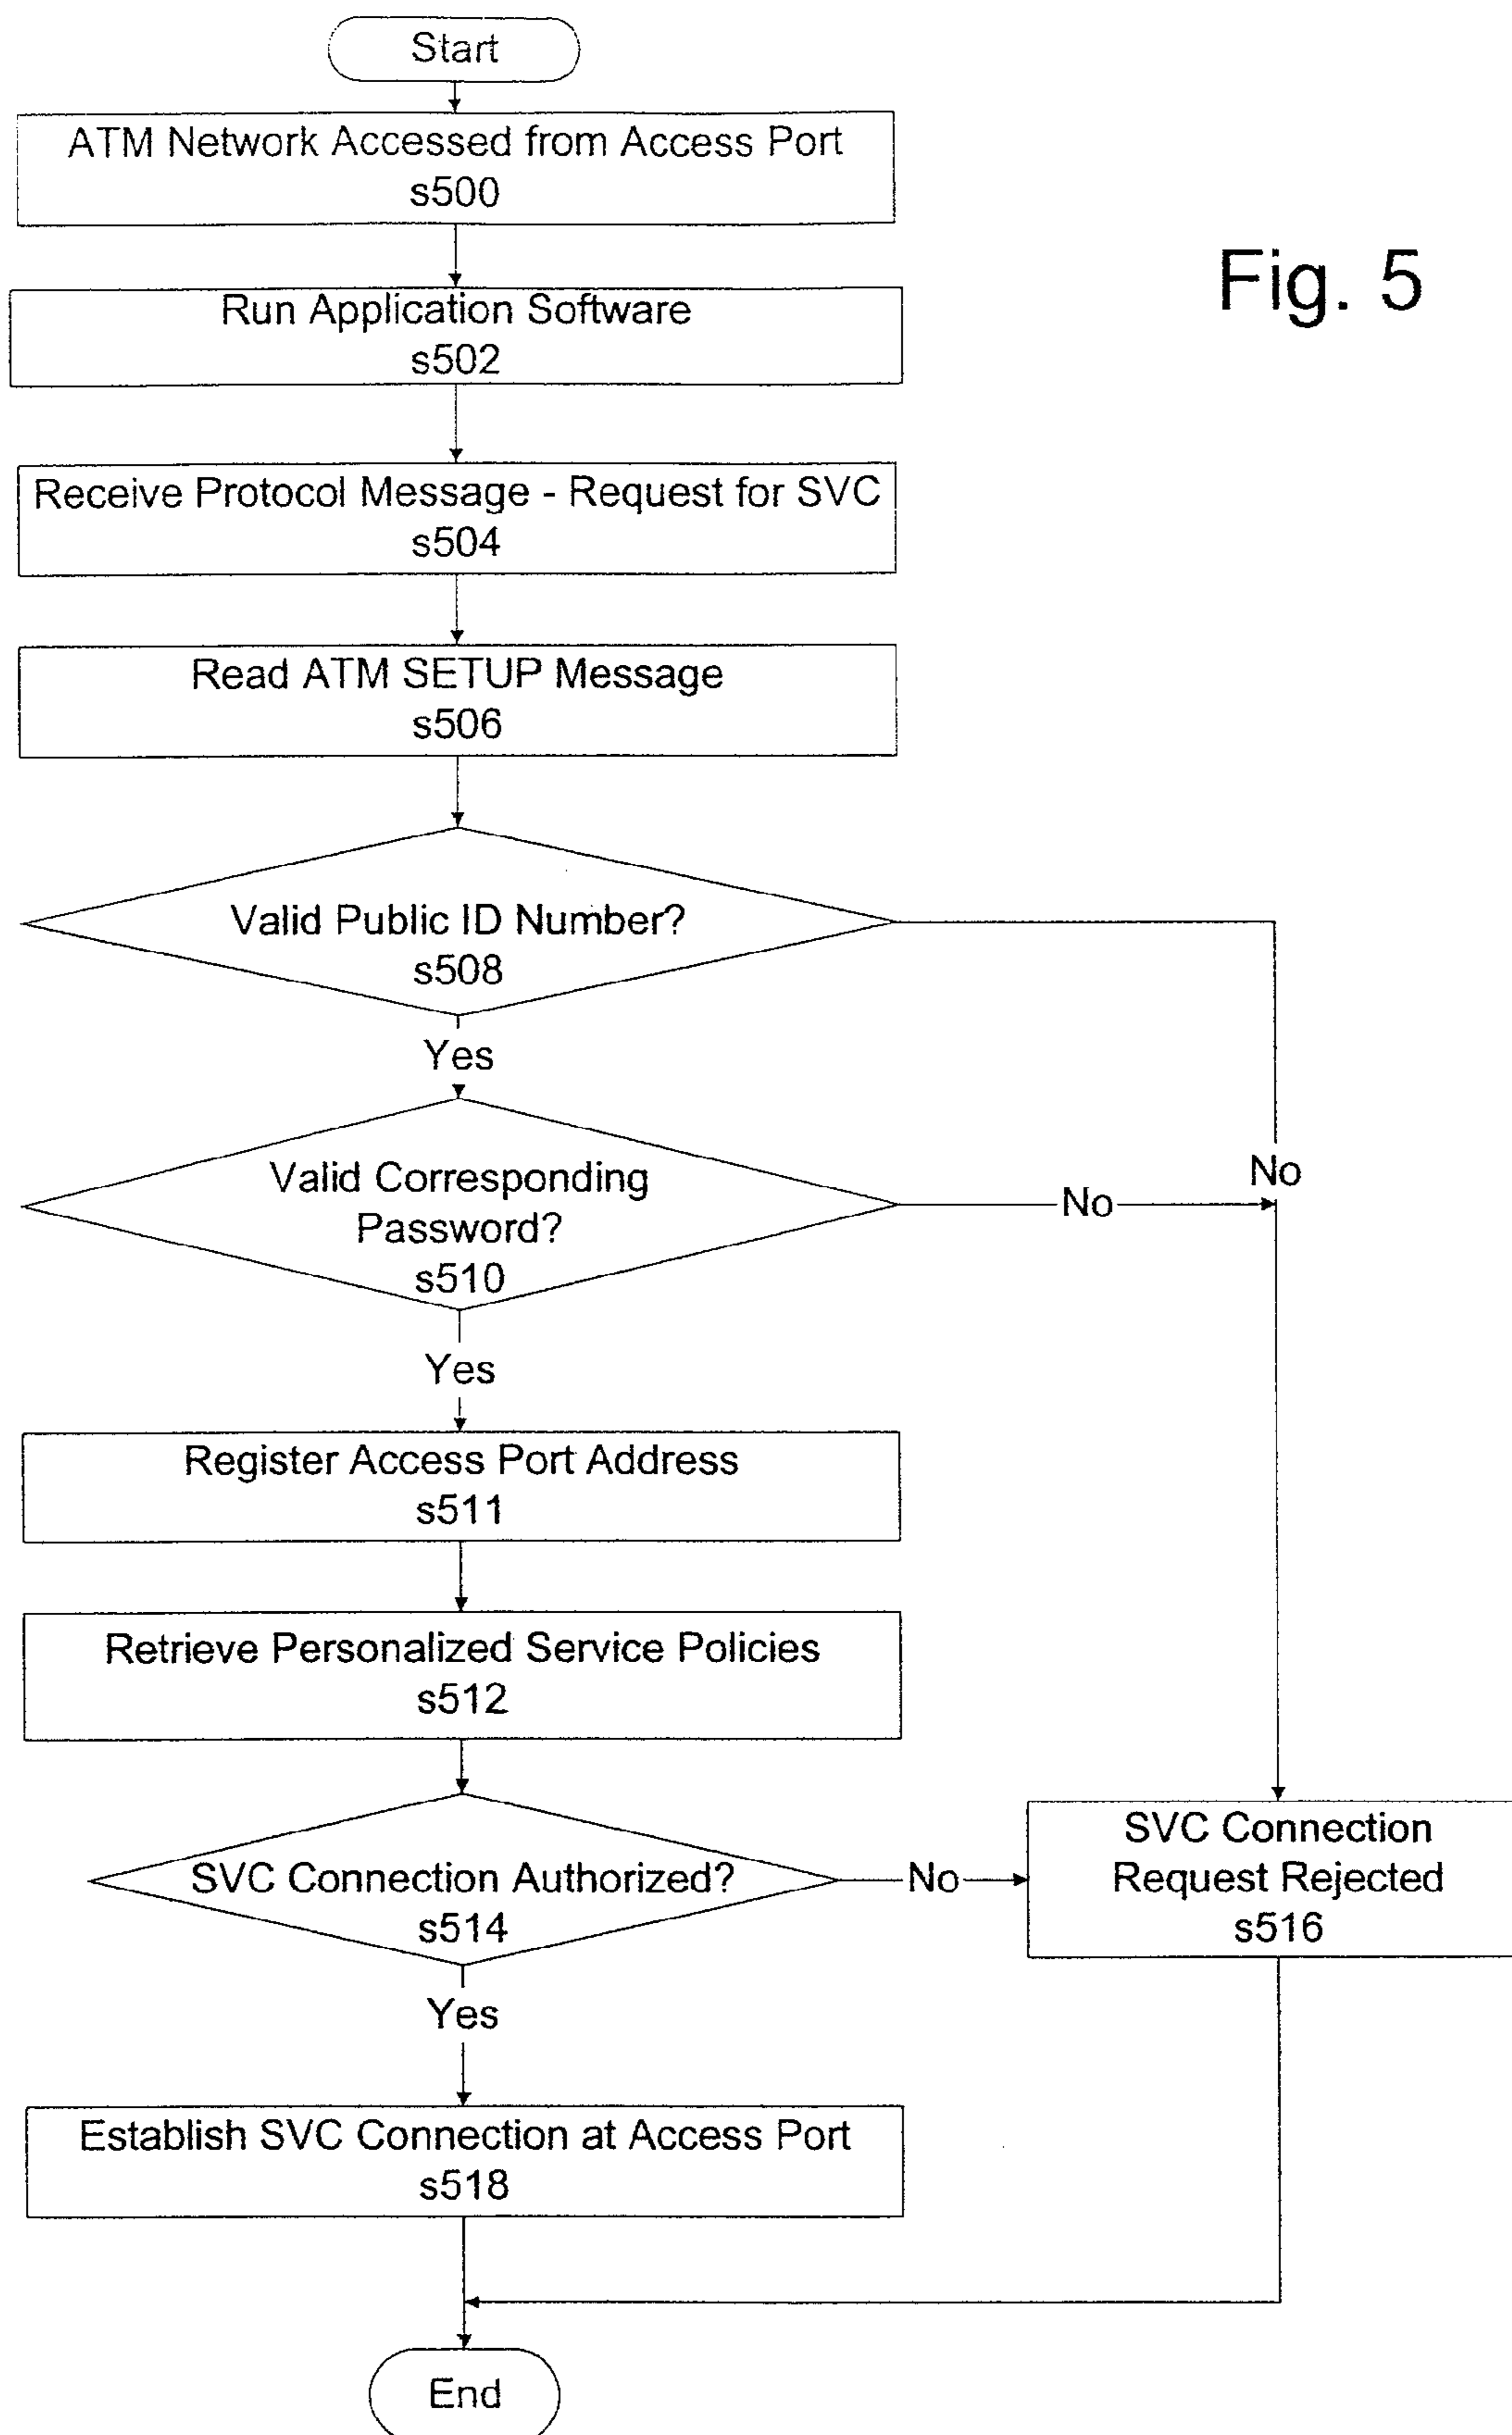 Start
ATM Network Accessed from Access Port
s500
Fig. 5
Run Application Software
s502
Receive Protocol Message - Request for SVC
s504
Read ATM SETUP Message
s506
Valid Public ID Number?
s508
Yes
No
Valid Corresponding
Password?
s510
No
Yes
Register Access Port Address
s511
Retrieve Personalized Service Policies
s512
SVC Connection Authorized?
s514
No
SVC Connection
Request Rejected
s516
Yes
Establish SVC Connection at Access Port
s518
End